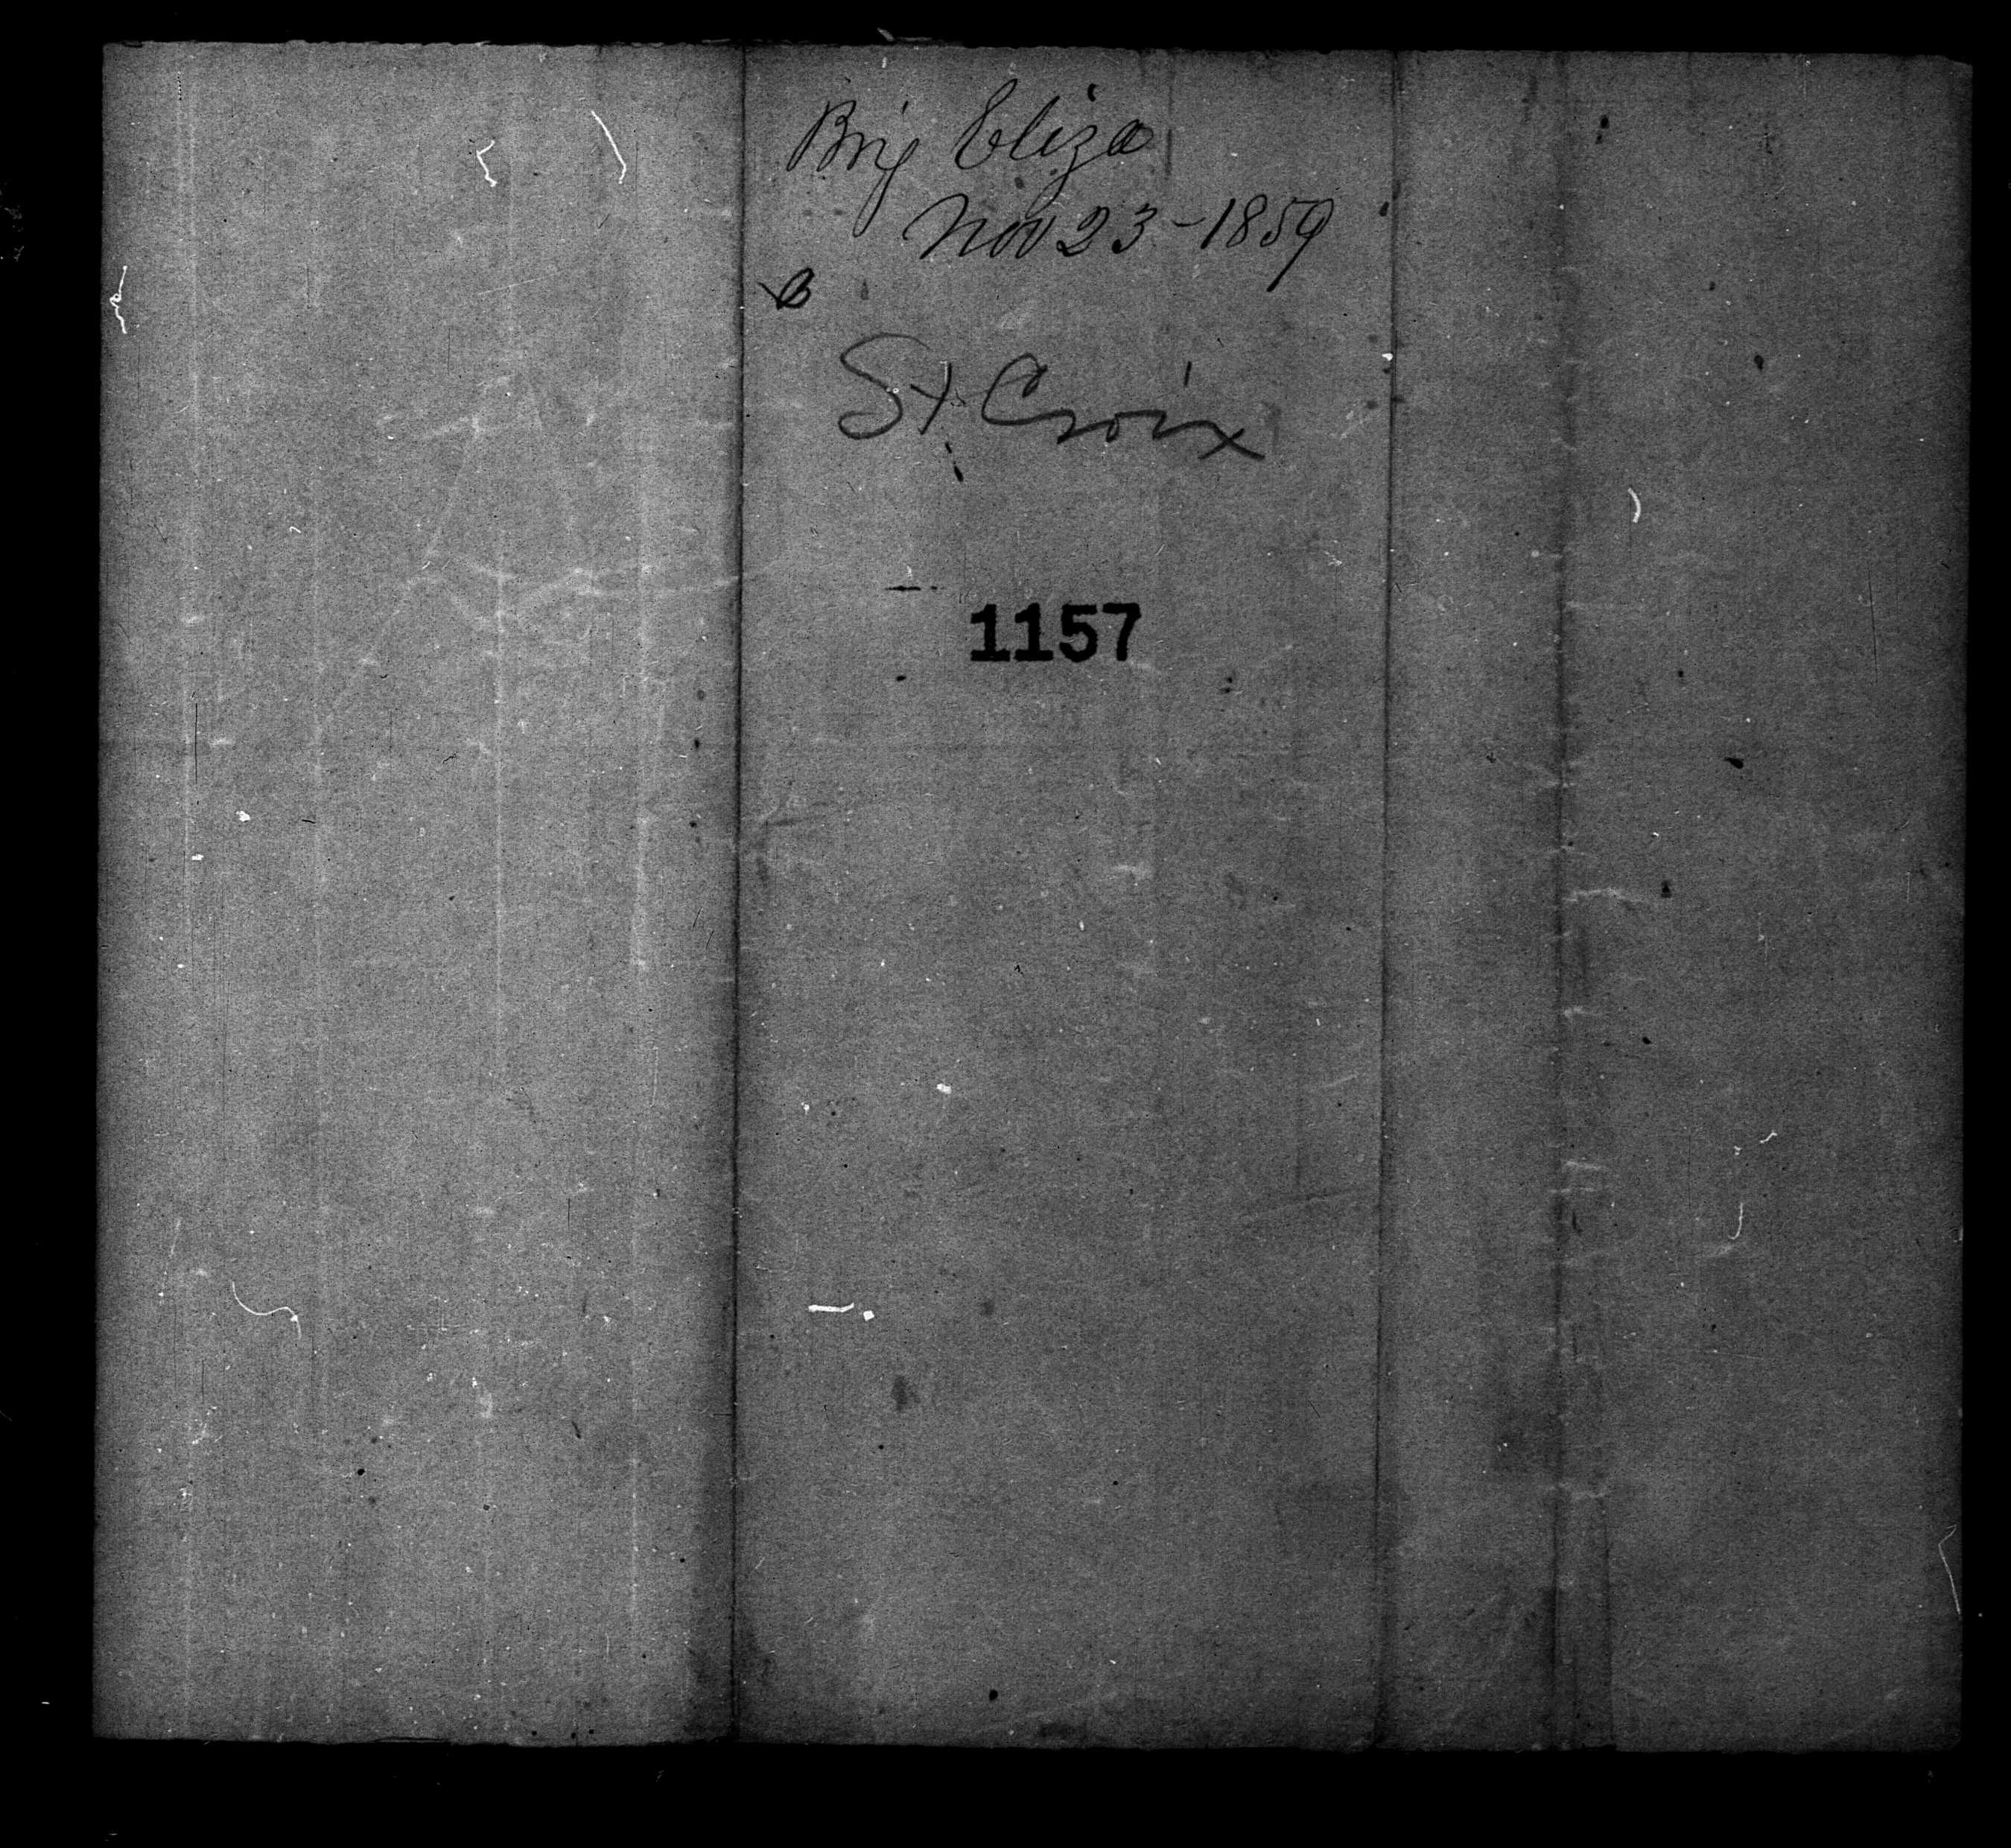 Brig Eliza
Nov 23 - 1859
B
St. Croix
1157